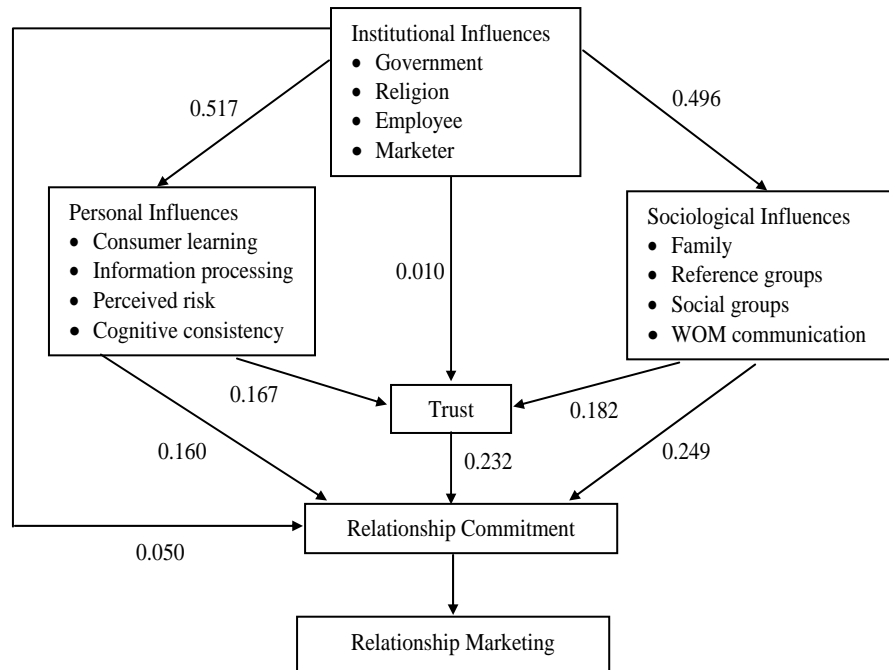 Institutional Influences
• Government
• Religion
• Employee
• Marketer
0.517
0.496
Personal Influences
• Consumer learning
• Information processing
• Perceived risk
• Cognitive consistency
0.010
Sociological Influences
• Family
• Reference groups
• Social groups
• WOM communication
0.167
Trust
0.182
0.160
0.232
0.249
Relationship Commitment
0.050
Relationship Marketing